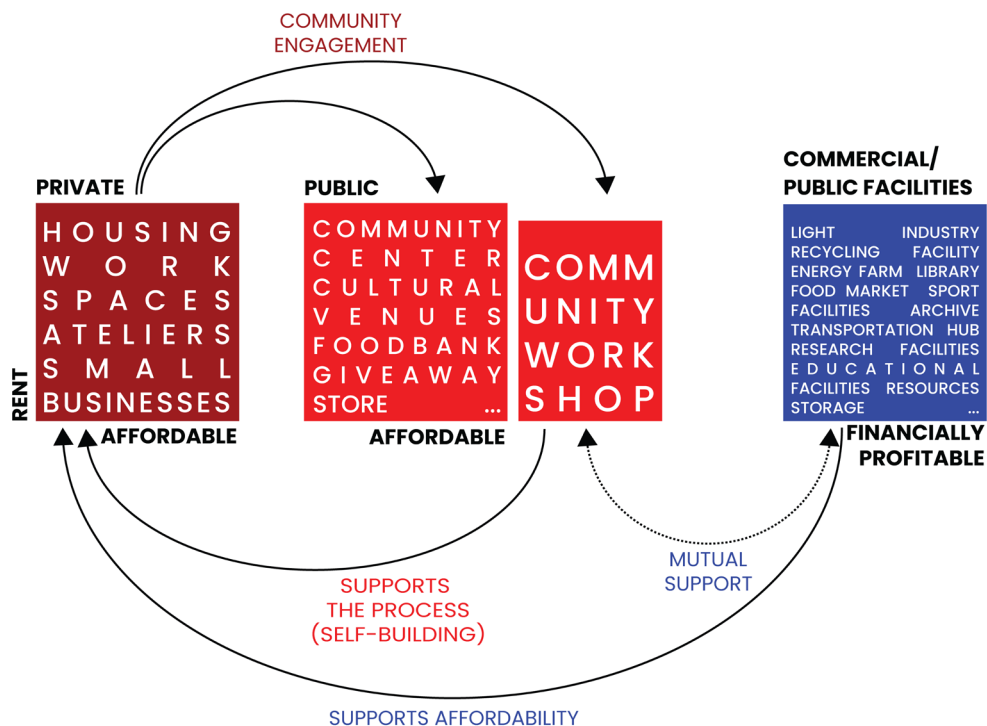 COMMUNITY
ENGAGEMENT
PRIVATE
HOUSING
WORK
SPACES
ATELIERS
SMALL
BUSINESSES
RENT
AFFORDABLE
PUBLIC
COMMUNITY
CENTER
CULTURAL
VENUES
FOODBANK
GIVEAWAY
STORE ...
AFFORDABLE
COMM
UNITY
WORK
SHOP
COMMERCIAL/
PUBLIC FACILITIES
LIGHT INDUSTRY
RECYCLING FACILITY
ENERGY FARM LIBRARY
FOOD MARKET SPORT
FACILITIES ARCHIVE
TRANSPORTATION HUB
RESEARCH FACILITIES
EDUCATIONAL
FACILITIES RESOURCES
STORAGE ...
FINANCIALLY
PROFITABLE
MUTUAL
SUPPORT
SUPPORTS
THE PROCESS
(SELF-BUILDING)
SUPPORTS AFFORDABILITY